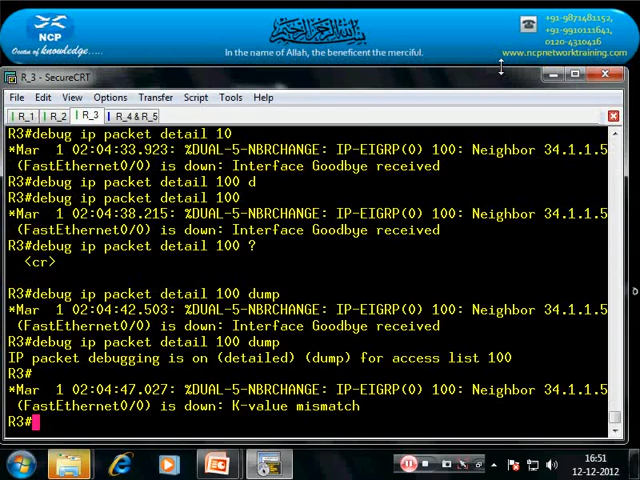 NCP
Ocean of knowledge.....
بسم الله الرحمن الرحيم
In the name of Allah, the beneficent the merciful.
+91-9871481152,
+91-9910111641,
0120-4310416
www.ncpnetworktraining.com
R_3 - SecureCRT
File Edit View Options Transfer Script Tools Help
R_1 R_2 R_3 R_4 & R_5
R3#debug ip packet detail 10
*Mar 1 02:04:33.923: %DUAL-5-NBRCHANGE: IP-EIGRP(0) 100: Neighbor 34.1.1.5
(FastEthernet0/0) is down: Interface Goodbye received
R3#debug ip packet detail 100 d
R3#debug ip packet detail 100
*Mar 1 02:04:38.215: %DUAL-5-NBRCHANGE: IP-EIGRP(0) 100: Neighbor 34.1.1.5
(FastEthernet0/0) is down: Interface Goodbye received
R3#debug ip packet detail 100 ?
<cr>
R3#debug ip packet detail 100 dump
*Mar 1 02:04:42.503: %DUAL-5-NBRCHANGE: IP-EIGRP(0) 100: Neighbor 34.1.1.5
(FastEthernet0/0) is down: Interface Goodbye received
R3#debug ip packet detail 100 dump
IP packet debugging is on (detailed) (dump) for access list 100
R3#
*Mar 1 02:04:47.027: %DUAL-5-NBRCHANGE: IP-EIGRP(0) 100: Neighbor 34.1.1.5
(FastEthernet0/0) is down: K-value mismatch
R3#
16:51
12-12-2012